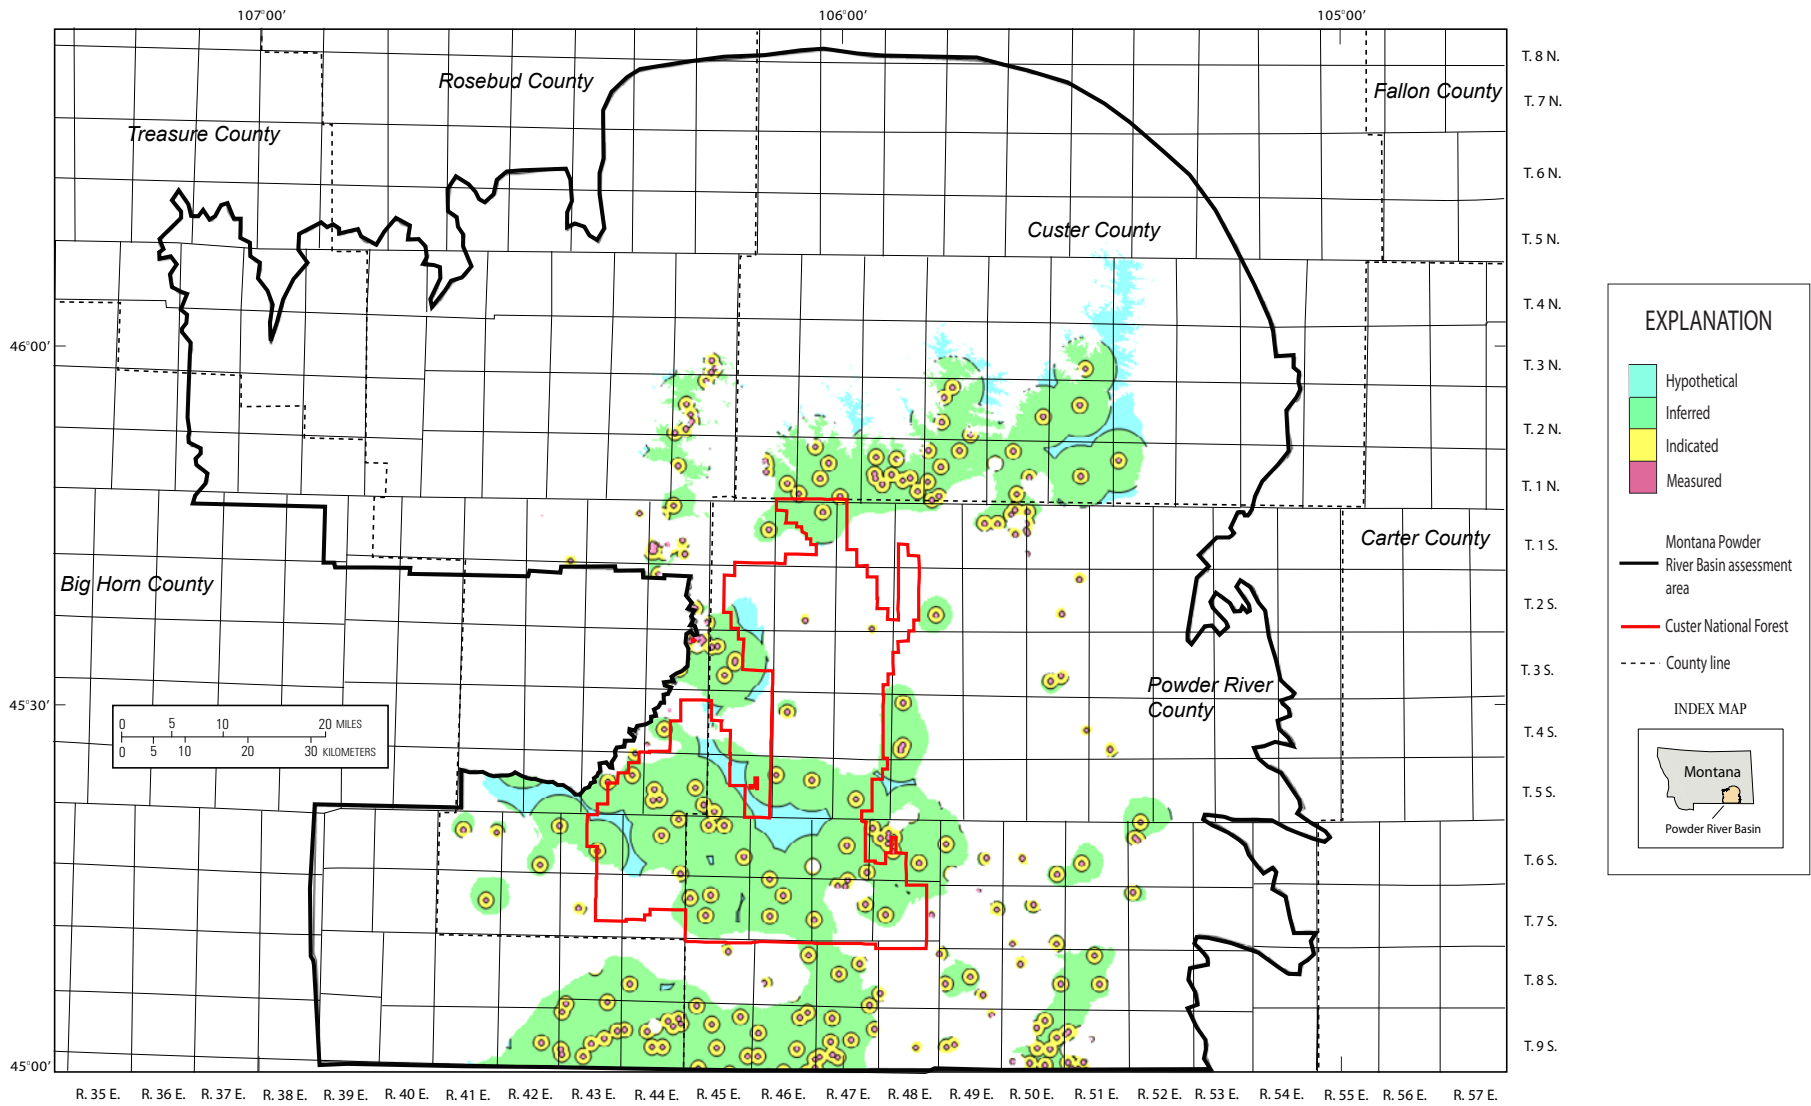 107°00′ 106°00′ 105°00′
Rosebud County
Treasure County
Fallon County
Custer County
Big Horn County
Carter County
Powder River
County
46°00′
45°30′
45°00′
T. 8 N.
T. 7 N.
T. 6 N.
T. 5 N.
T. 4 N.
T. 3 N.
T. 2 N.
T. 1 N.
T. 1 S.
T. 2 S.
T. 3 S.
T. 4 S.
T. 5 S.
T. 6 S.
T. 7 S.
T. 8 S.
T. 9 S.
0 5 10 20 MILES
0 5 10 20 30 KILOMETERS
R. 35 E. R. 36 E. R. 37 E. R. 38 E. R. 39 E. R. 40 E. R. 41 E. R. 42 E. R. 43 E. R. 44 E. R. 45 E. R. 46 E. R. 47 E. R. 48 E. R. 49 E. R. 50 E. R. 51 E. R. 52 E. R. 53 E. R. 54 E. R. 55 E. R. 56 E. R. 57 E.
EXPLANATION
Hypothetical
Inferred
Indicated
Measured
Montana Powder
River Basin assessment
area
Custer National Forest
County line
INDEX MAP
Montana
Powder River Basin